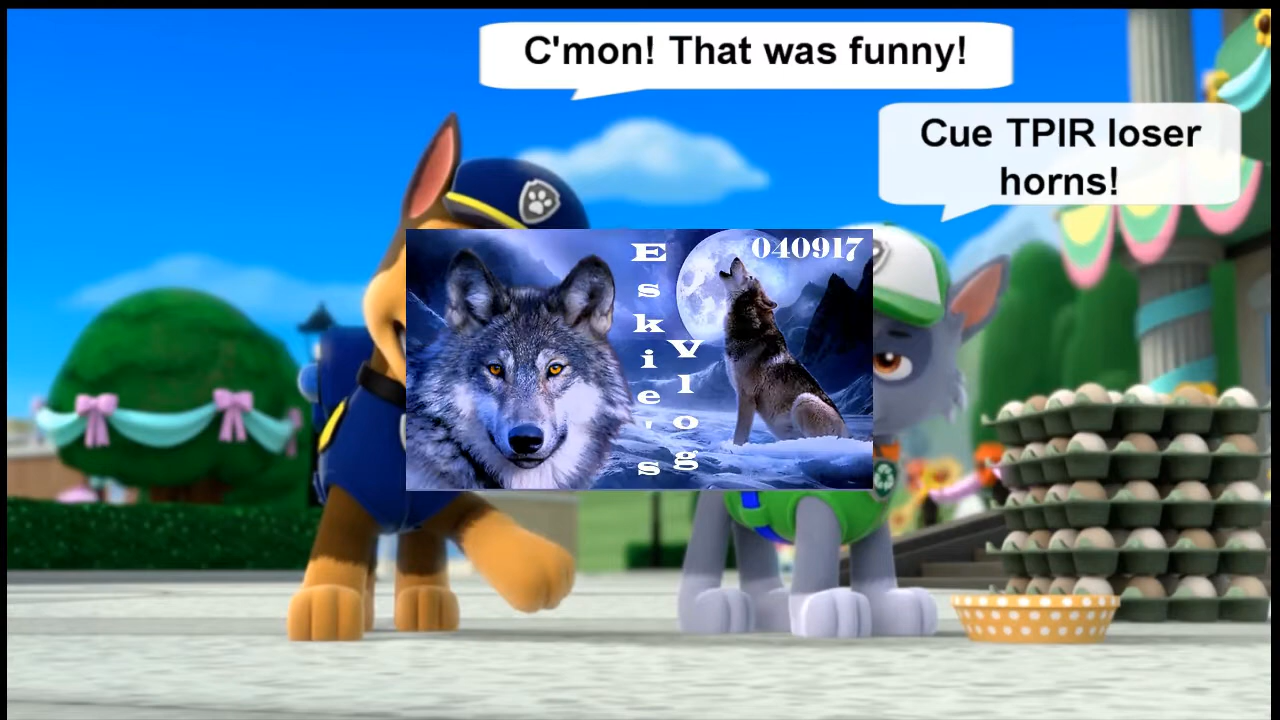 C'mon! That was funny!
Cue TPIR loser
horns!
040917
Eskie's
Vlog